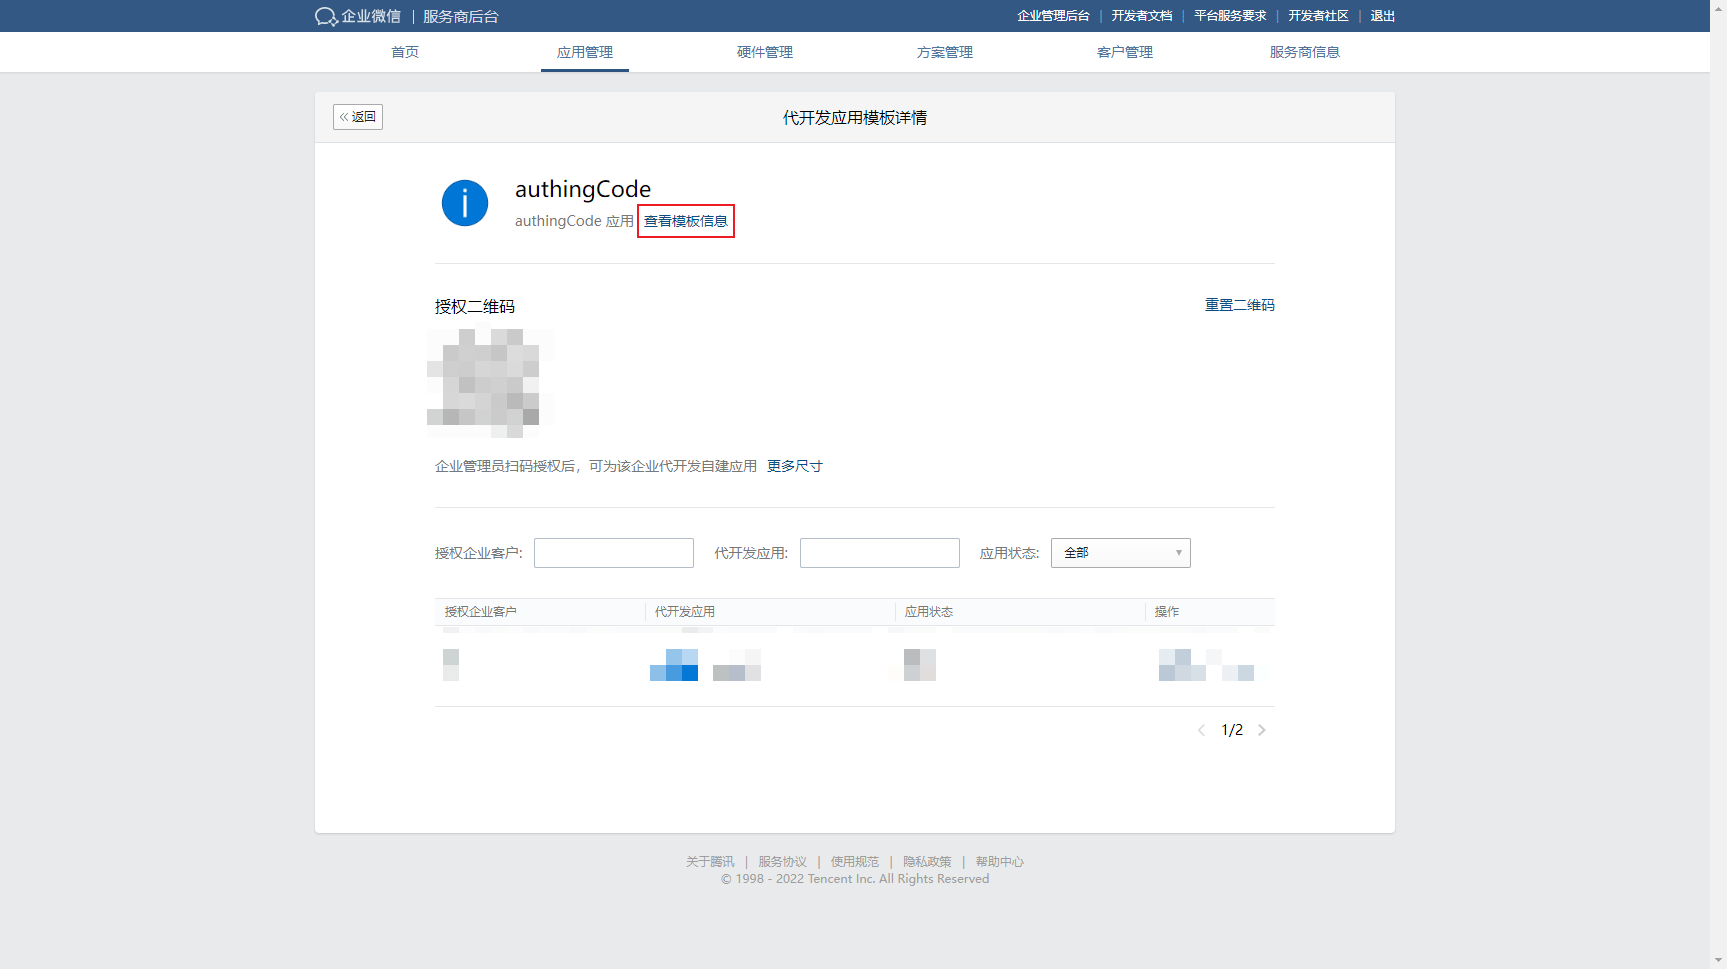 企业微信 | 服务商后台 企业管理后台 | 开发者文档 | 平台服务要求 | 开发者社区 | 退出
首页 应用管理 硬件管理 方案管理 客户管理 服务商信息
返回 代开发应用模板详情
authingCode
authingCode 应用 查看模板信息
授权二维码 重置二维码
企业管理员扫码授权后，可为该企业代开发自建应用 更多尺寸
授权企业客户: 代开发应用: 应用状态: 全部
授权企业客户 代开发应用 应用状态 操作
1/2
关于腾讯 | 服务协议 | 使用规范 | 隐私政策 | 帮助中心
© 1998 - 2022 Tencent Inc. All Rights Reserved